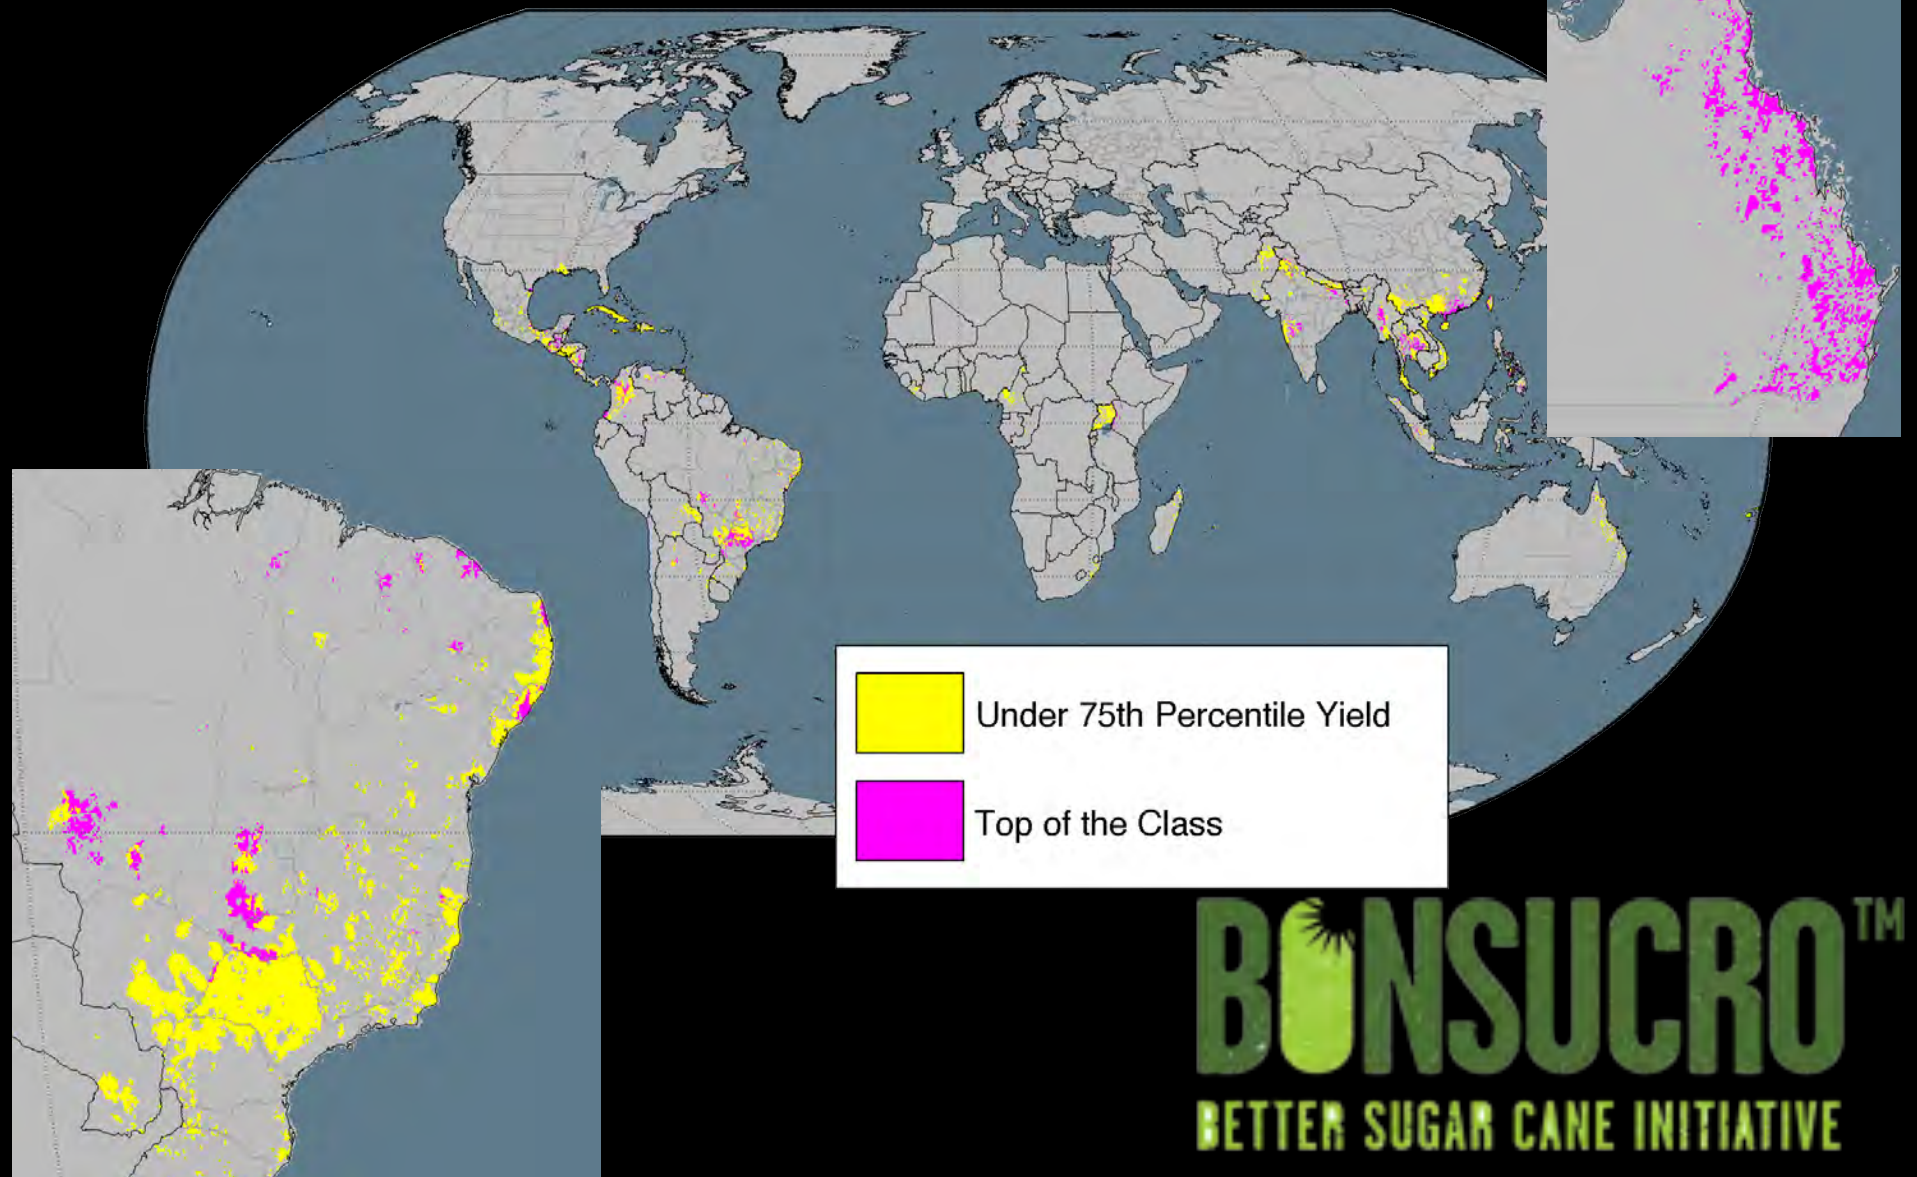 Under 75th Percentile Yield
Top of the Class
BONSUCRO™
BETTER SUGAR CANE INITIATIVE